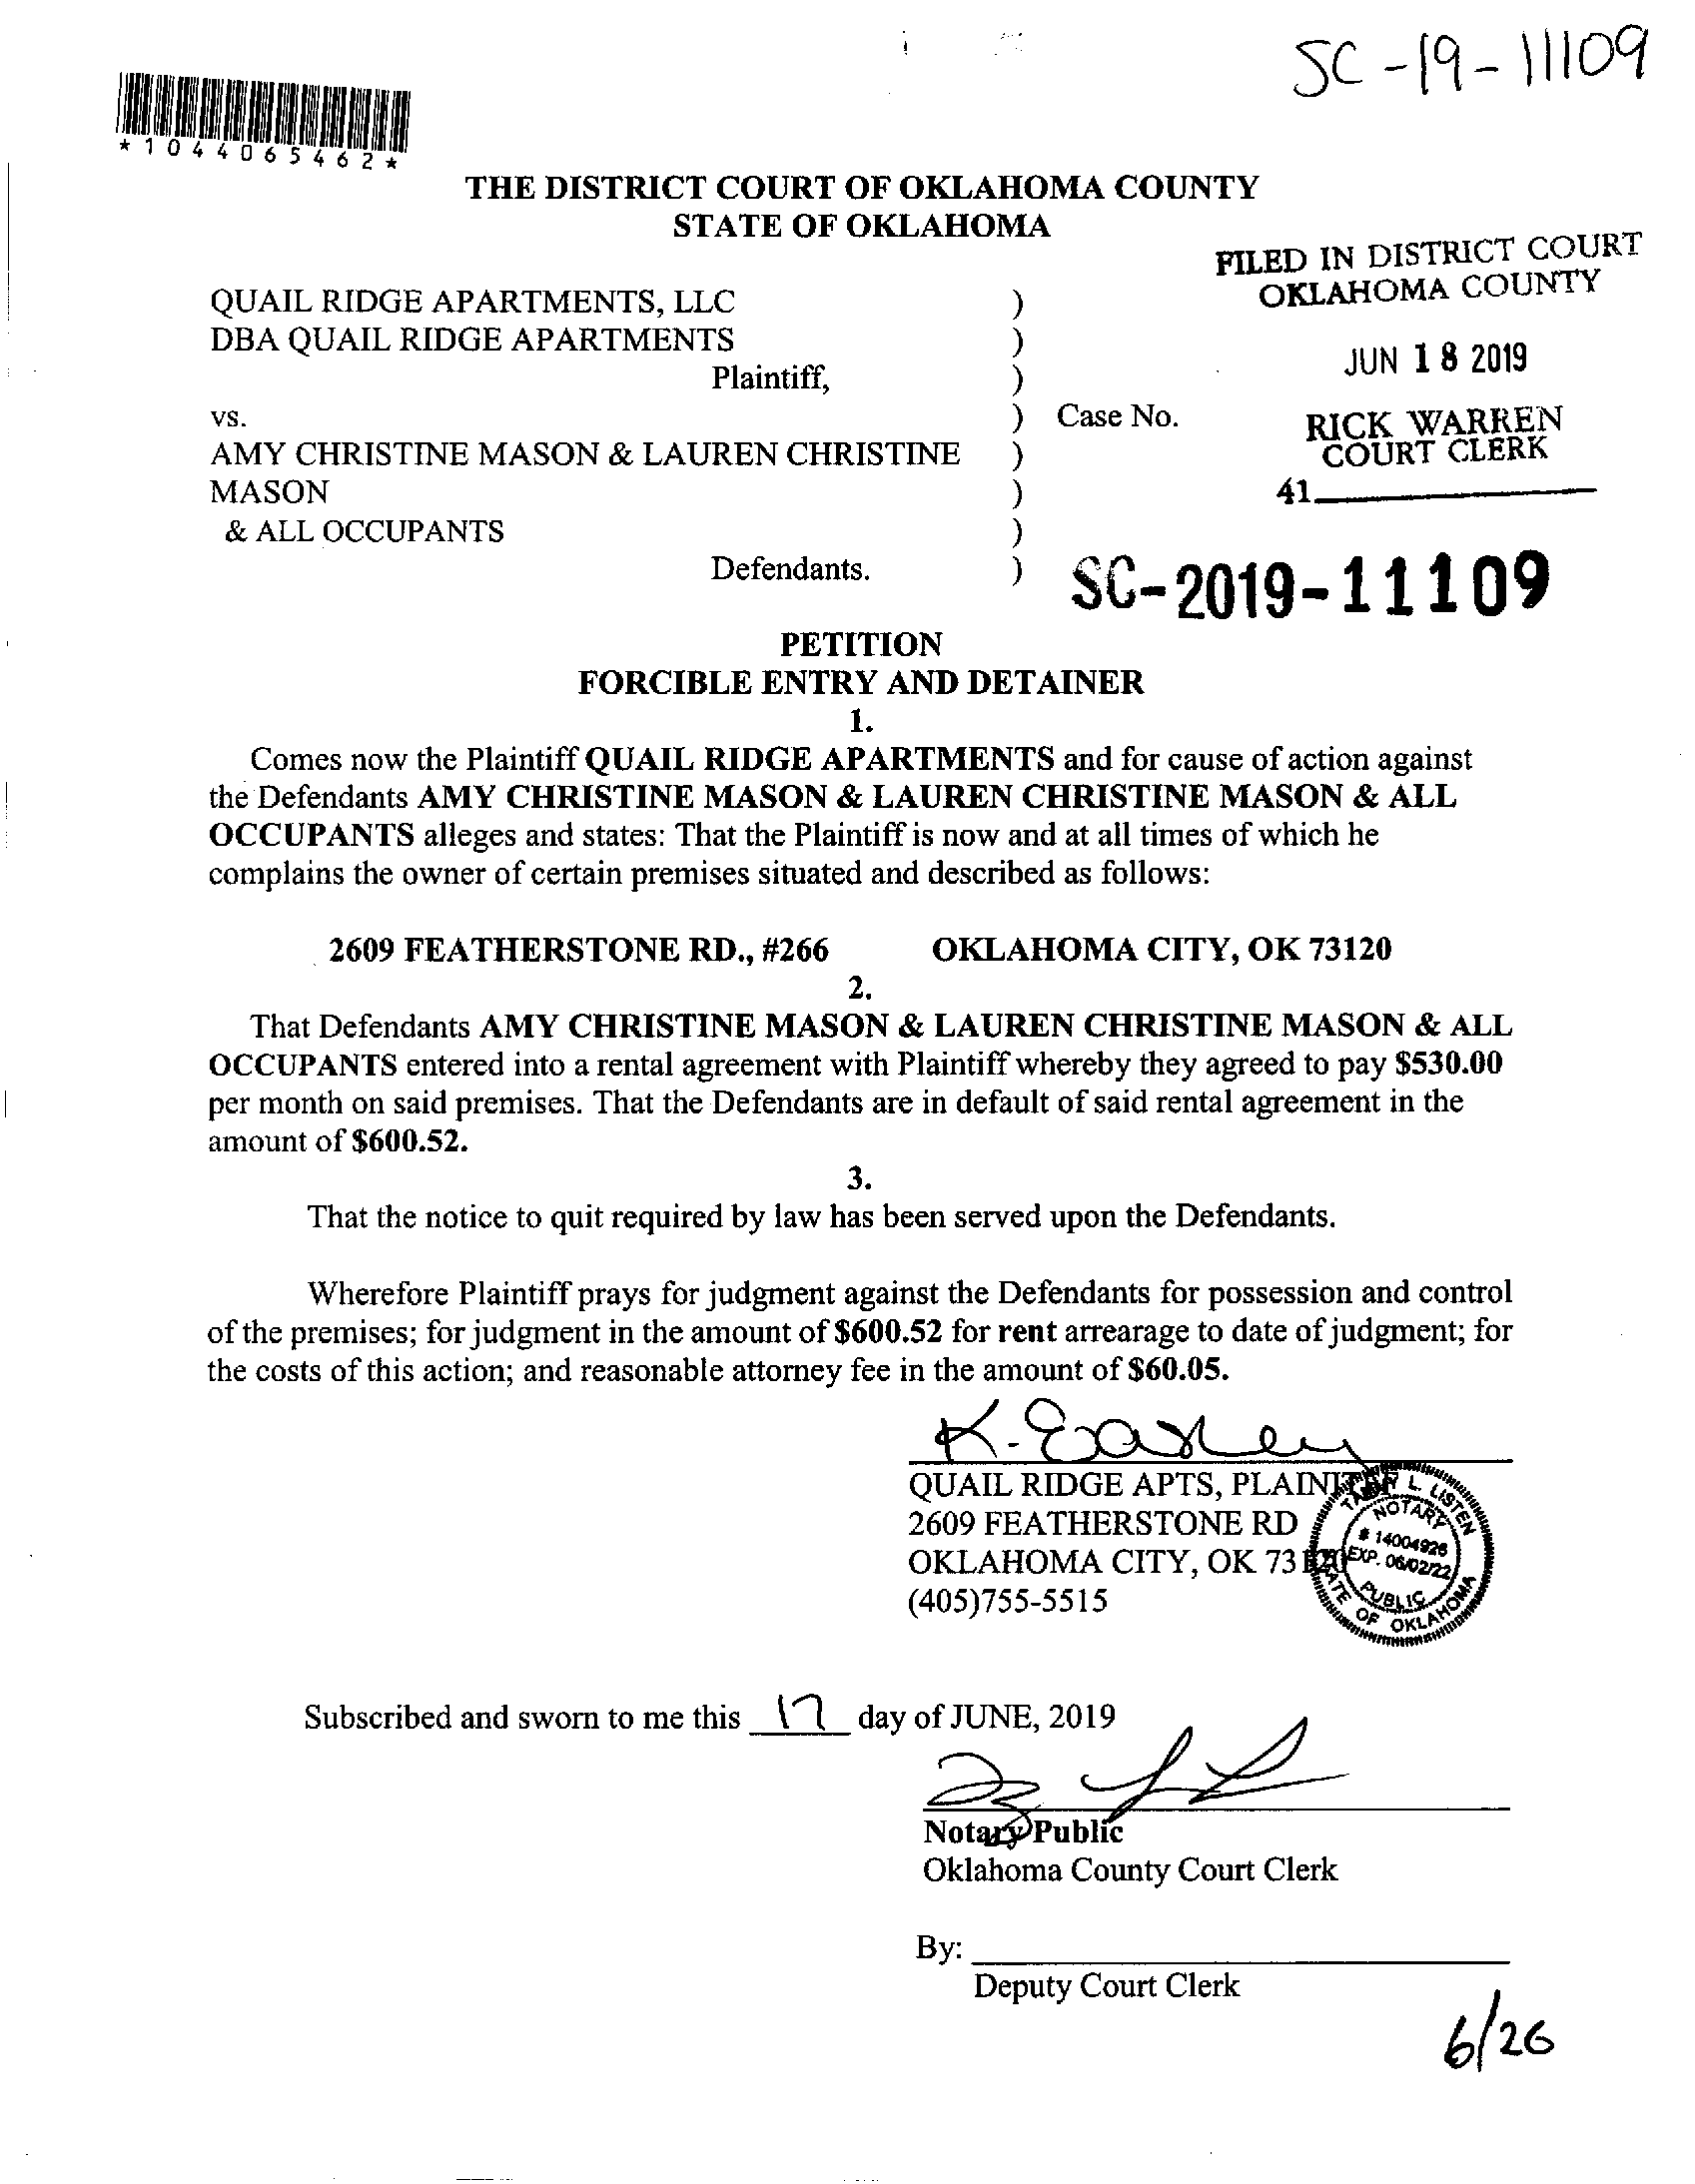 SC-19-11109
*1044065462*
THE DISTRICT COURT OF OKLAHOMA COUNTY
STATE OF OKLAHOMA
FILED IN DISTRICT COURT
OKLAHOMA COUNTY
JUN 18 2019
RICK WARREN
COURT CLERK
41
QUAIL RIDGE APARTMENTS, LLC )
DBA QUAIL RIDGE APARTMENTS )
Plaintiff, )
vs. ) Case No.
AMY CHRISTINE MASON & LAUREN CHRISTINE )
MASON )
& ALL OCCUPANTS )
Defendants. )
SC-2019-11109
PETITION
FORCIBLE ENTRY AND DETAINER
1.
Comes now the Plaintiff QUAIL RIDGE APARTMENTS and for cause of action against
the Defendants AMY CHRISTINE MASON & LAUREN CHRISTINE MASON & ALL
OCCUPANTS alleges and states: That the Plaintiff is now and at all times of which he
complains the owner of certain premises situated and described as follows:
2609 FEATHERSTONE RD., #266 OKLAHOMA CITY, OK 73120
2.
That Defendants AMY CHRISTINE MASON & LAUREN CHRISTINE MASON & ALL
OCCUPANTS entered into a rental agreement with Plaintiff whereby they agreed to pay $530.00
per month on said premises. That the Defendants are in default of said rental agreement in the
amount of $600.52.
3.
That the notice to quit required by law has been served upon the Defendants.
Wherefore Plaintiff prays for judgment against the Defendants for possession and control
of the premises; for judgment in the amount of $600.52 for rent arrearage to date of judgment; for
the costs of this action; and reasonable attorney fee in the amount of $60.05.
QUAIL RIDGE APTS, PLAINTIFF
2609 FEATHERSTONE RD
OKLAHOMA CITY, OK 73120
(405)755-5515
L. LISTEN
NOTARY
# 14004926
EXP. 06/02/22
PUBLIC
STATE OF OKLAHOMA
Subscribed and sworn to me this 17 day of JUNE, 2019
Notary Public
Oklahoma County Court Clerk
By:
Deputy Court Clerk
6/26